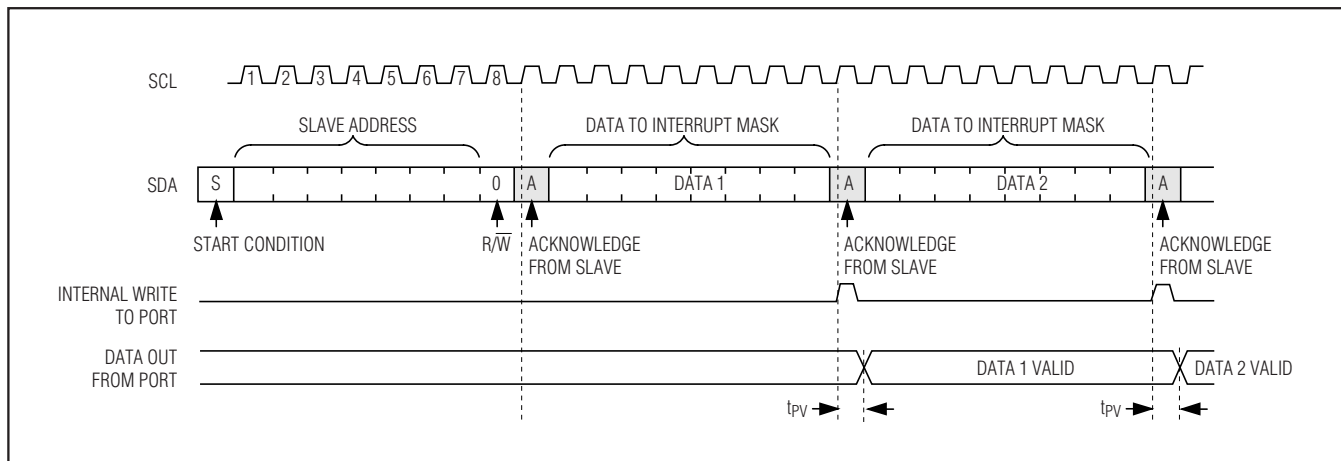 SCL
1 2 3 4 5 6 7 8
SLAVE ADDRESS
DATA TO INTERRUPT MASK
DATA TO INTERRUPT MASK
SDA
S
0
A
DATA 1
A
DATA 2
A
START CONDITION
R/W̅
ACKNOWLEDGE
FROM SLAVE
ACKNOWLEDGE
FROM SLAVE
ACKNOWLEDGE
FROM SLAVE
INTERNAL WRITE
TO PORT
DATA OUT
FROM PORT
DATA 1 VALID
DATA 2 VALID
tPV
tPV